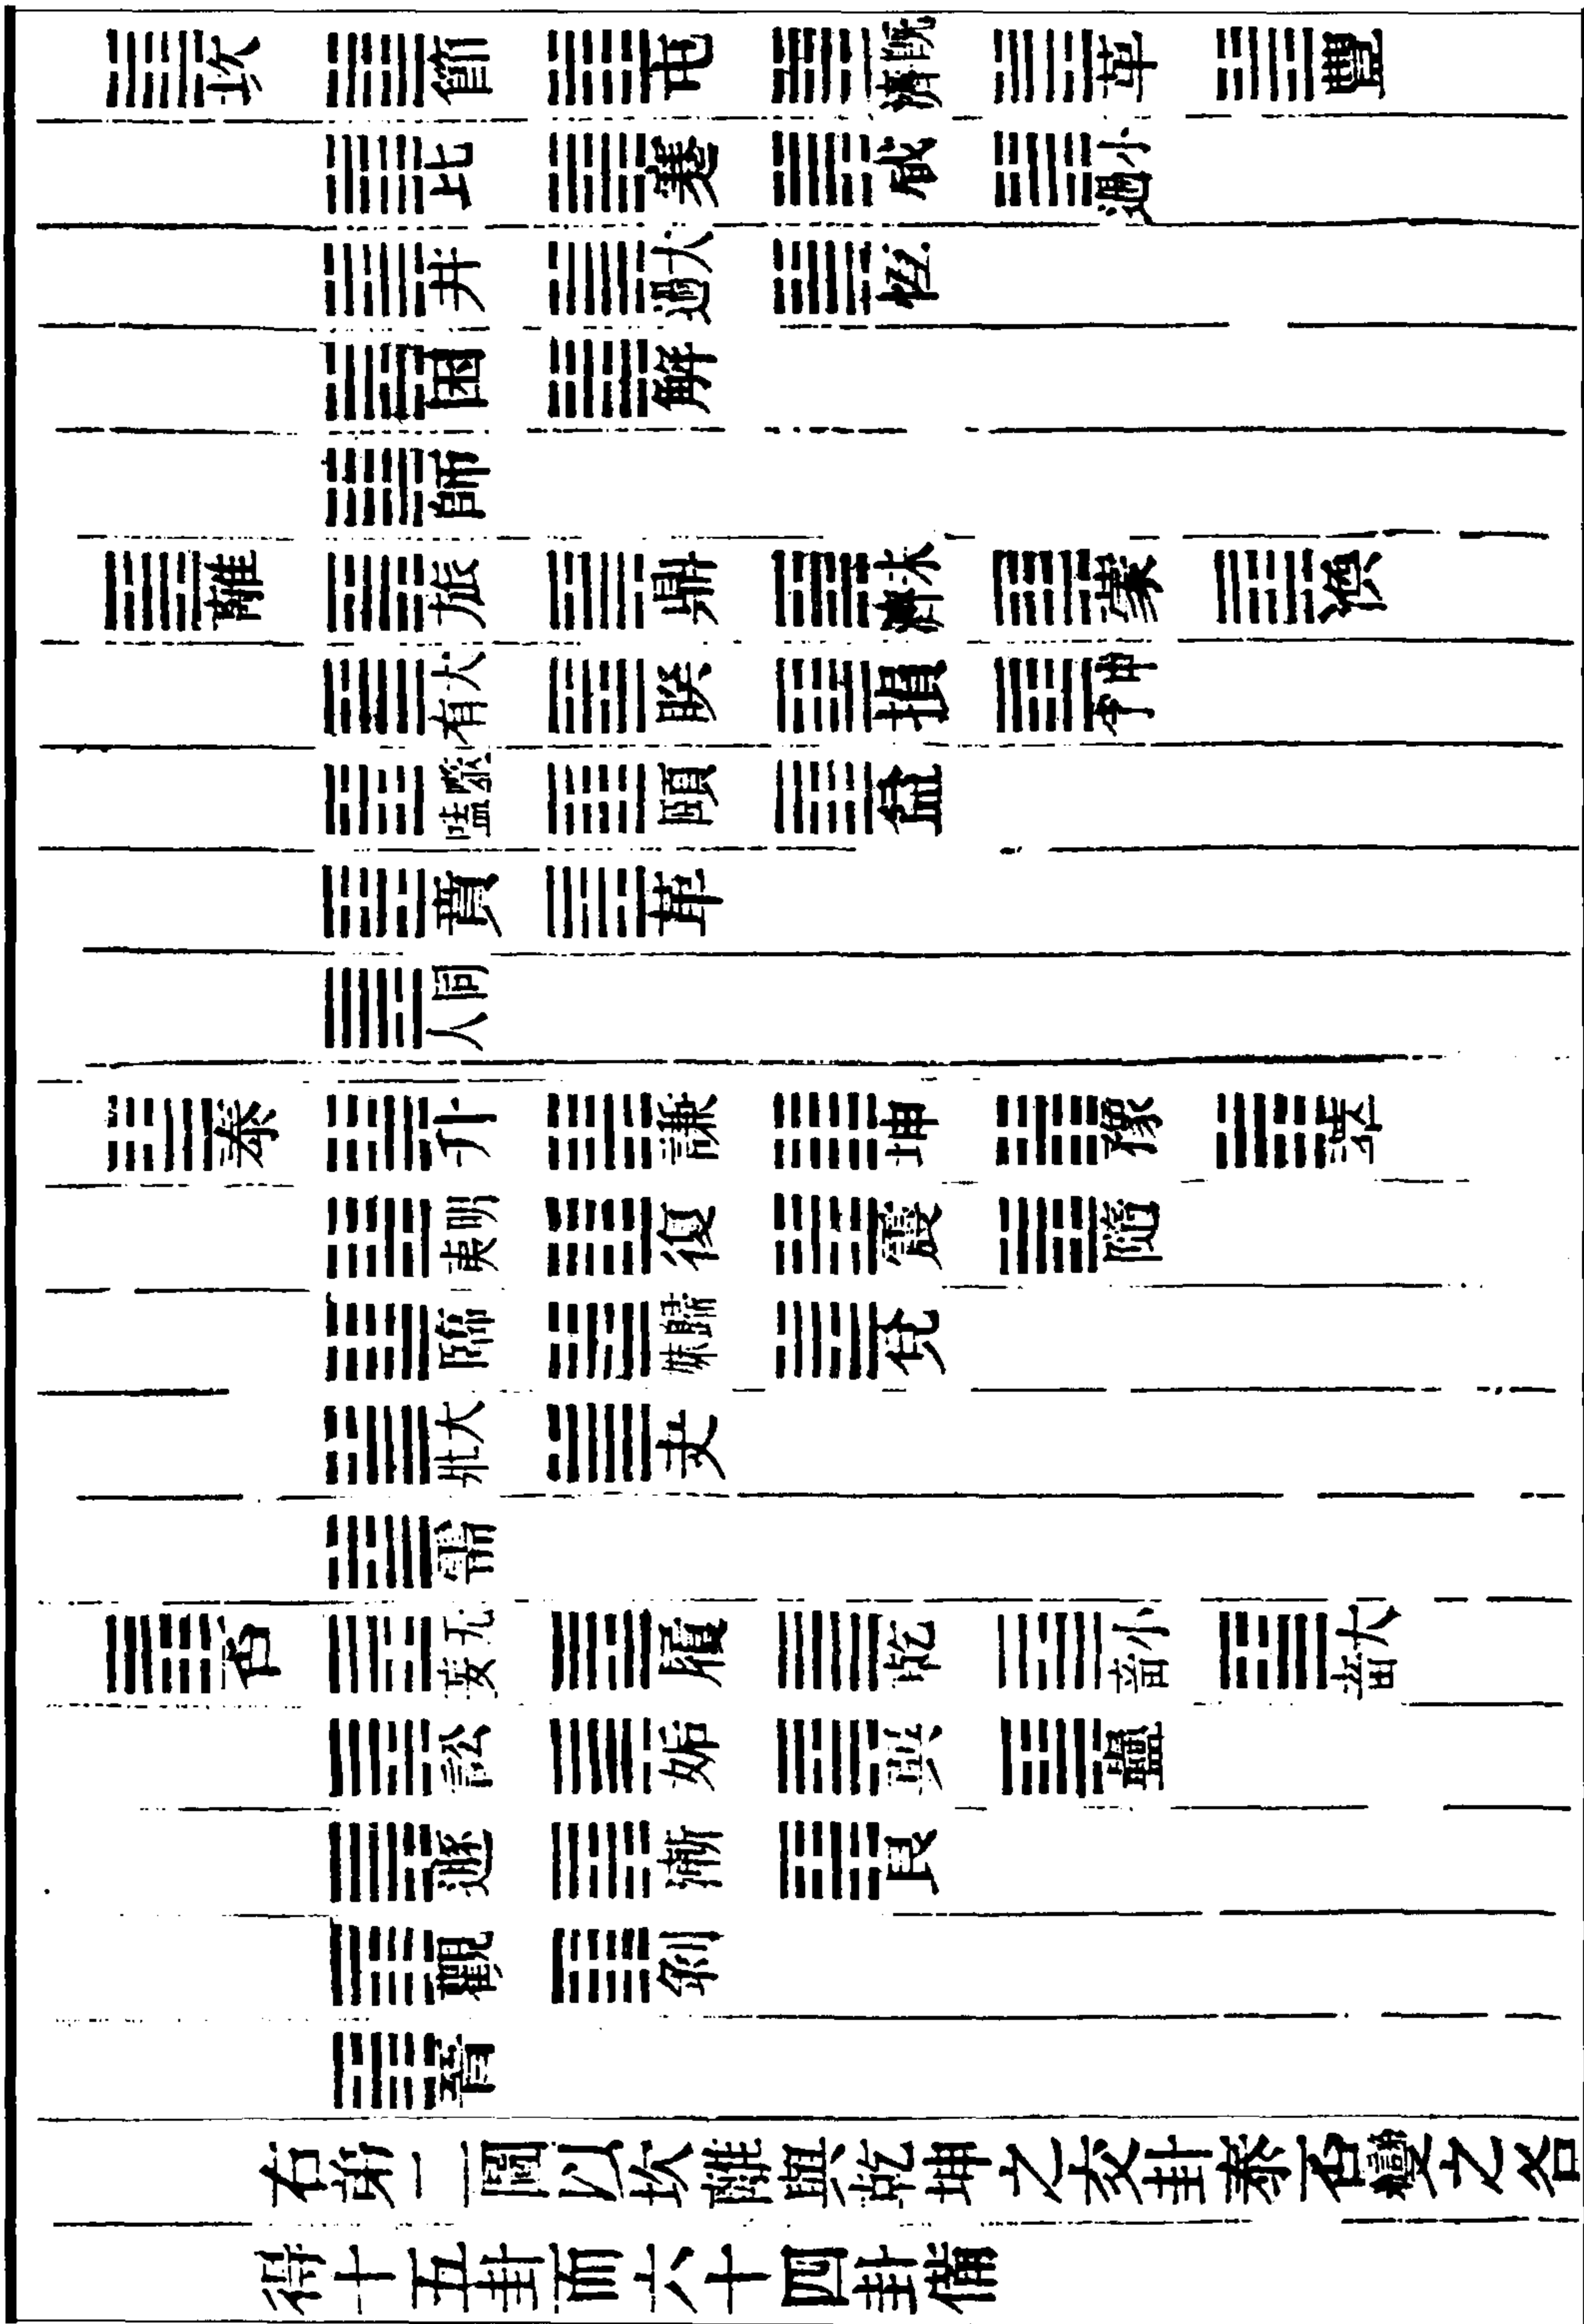 坎 節 屯 既濟 革 豐
比 蹇 咸 小過
井 大過 恒
困 解
師
離 旅 鼎 未濟 蒙 渙
大有 睽 損 中孚
噬嗑 頤 益
賁 革
同人
泰 升 謙 坤 豫 萃
明夷 復 震 隨
臨 歸妹 兌
大壯 夬
需
否 无妄 履 乾 小畜 大畜
訟 姤 巽 蠱
遯 漸 艮
觀 剝
晉
右第二圖以坎離與乾坤之交卦泰否變之各
得十五卦而六十四卦備